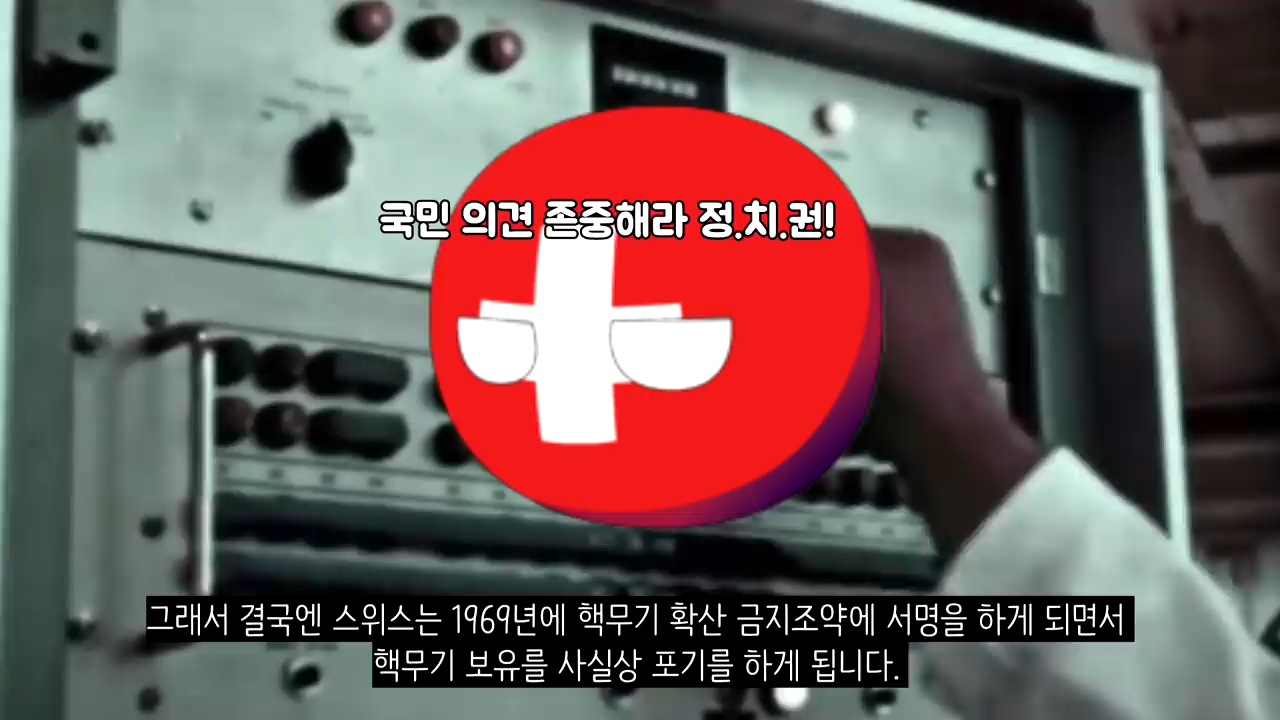 국민 의견 존중해라 정.치.권!
그래서 결국엔 스위스는 1969년에 핵무기 확산 금지조약에 서명을 하게 되면서
핵무기 보유를 사실상 포기를 하게 됩니다.